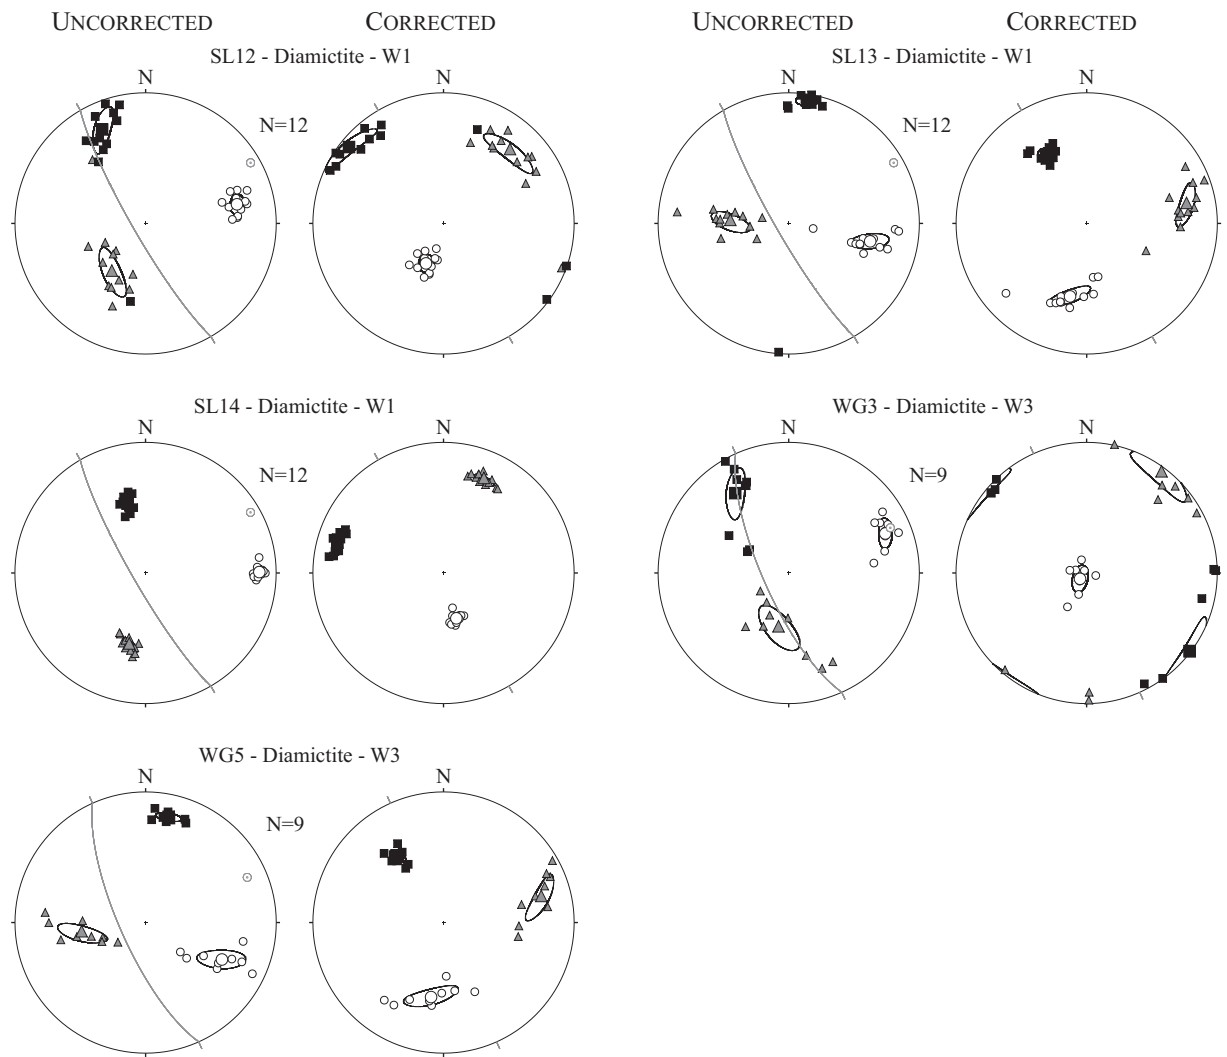 UNCORRECTED CORRECTED UNCORRECTED CORRECTED
SL12 - Diamictite - W1 SL13 - Diamictite - W1
N N N N
N=12 N=12
SL14 - Diamictite - W1 WG3 - Diamictite - W3
N N N N
N=12 N=9
WG5 - Diamictite - W3
N N
N=9